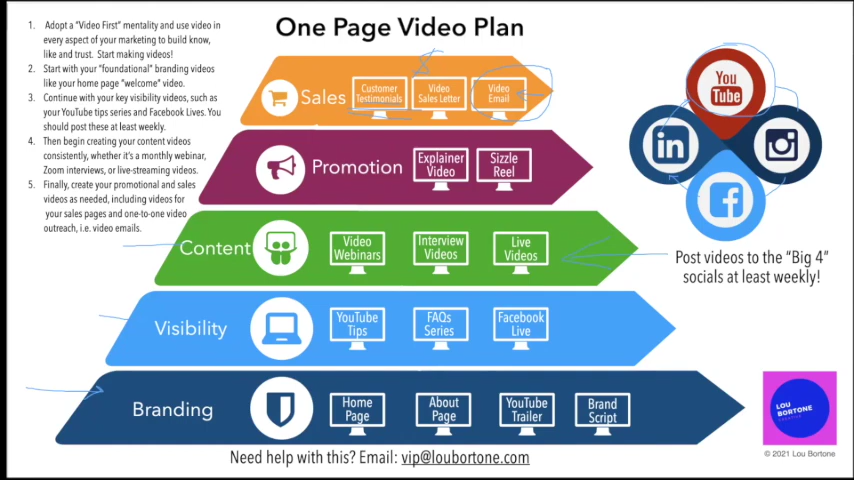 One Page Video Plan
1. Adopt a "Video First" mentality and use video in
every aspect of your marketing to build know,
like and trust. Start making videos!
2. Start with your "foundational" branding videos
like your home page "welcome" video.
3. Continue with your key visibility videos, such as
your YouTube tips series and Facebook Lives. You
should post these at least weekly.
4. Then begin creating your content videos
consistently, whether it's a monthly webinar,
Zoom interviews, or live-streaming videos.
5. Finally, create your promotional and sales
videos as needed, including videos for
your sales pages and one-to-one video
outreach, i.e. video emails.
Sales
Customer
Testimonials
Video
Sales Letter
Video
Email
Promotion
Explainer
Video
Sizzle
Reel
Content
Video
Webinars
Interview
Videos
Live
Videos
Visibility
YouTube
Tips
FAQs
Series
Facebook
Live
Branding
Home
Page
About
Page
YouTube
Trailer
Brand
Script
You
Tube
in
f
Post videos to the "Big 4"
socials at least weekly!
LOU
BORTONE
© 2021 Lou Bortone
Need help with this? Email: vip@loubortone.com